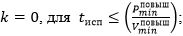 k = 0, для t_исп ≤ (p_min^повыш / V_min^повыш);